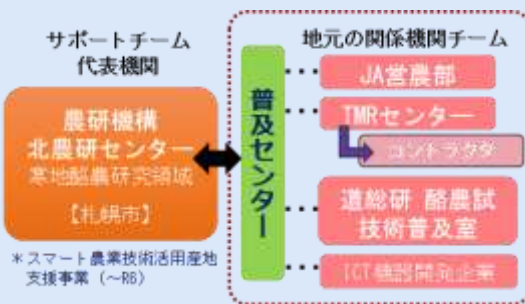 サポートチーム
代表機関
農研機構
北農研センター
寒地酪農研究領域
【札幌市】
＊スマート農業技術活用産地
支援事業（～R6）
地元の関係機関チーム
普及センター
JA営農部
TMRセンター
コントラクタ
道総研 酪農試
技術普及室
ICT機器開発企業